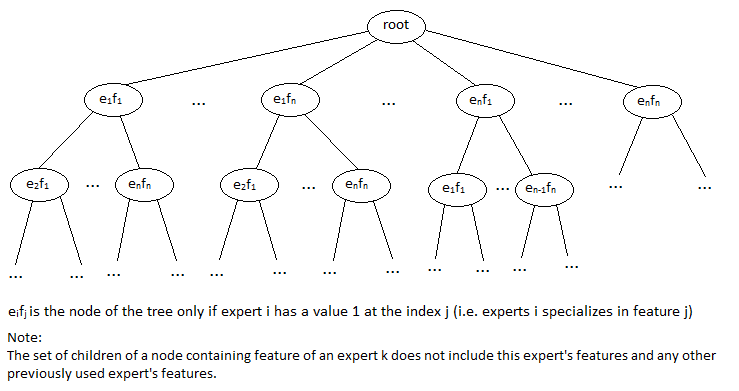 root
e₁f₁ ... e₁fₙ ... eₙf₁ ... eₙfₙ
e₂f₁ ... eₙfₙ e₂f₁ ... eₙfₙ e₁f₁ ... eₙ₋₁fₙ ... ...
... ... ... ... ... ... ... ... ... ... ... ...
eᵢfⱼ is the node of the tree only if expert i has a value 1 at the index j (i.e. experts i specializes in feature j)
Note:
The set of children of a node containing feature of an expert k does not include this expert's features and any other
previously used expert's features.